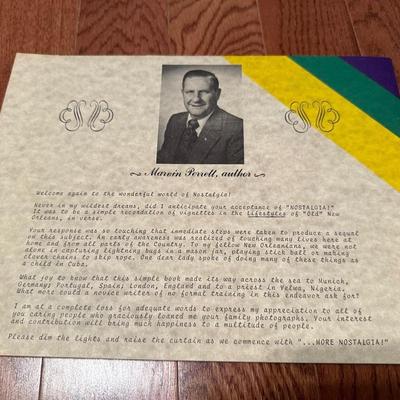 Marvin Perrett, author
Welcome again to the wonderful world of Nostalgia!
Never in my wildest dreams, did I anticipate your acceptance of "NOSTALGIA!"
It was to be a simple recordation of vignettes in the Lifestyles of "Old" New
Orleans, in verse.
Your response was so touching that immediate steps were taken to produce a sequal
on this subject. An early awareness was realized of touching many lives here at
home and from all parts of the Country. To my fellow New Orleanians, we were not
alone in capturing lightning bugs in a mason jar, playing stick ball or making
clover chains to skip rope. One dear lady spoke of doing many of these things as
a child in Cuba.
What joy to know that this simple book made its way across the sea to Munich,
Germany; Portugal, Spain; London, England and to a priest in Yelwa, Nigeria.
What more could a novice writer of no formal training in this endeavor ask for?
I am at a complete loss for adequate words to express my appreciation to all of
you caring people who graciously loaned me your family photographs. Your interest
and contribution will bring much happiness to a multitude of people.
Please dim the lights and raise the curtain as we commence with "...MORE NOSTALGIA!"